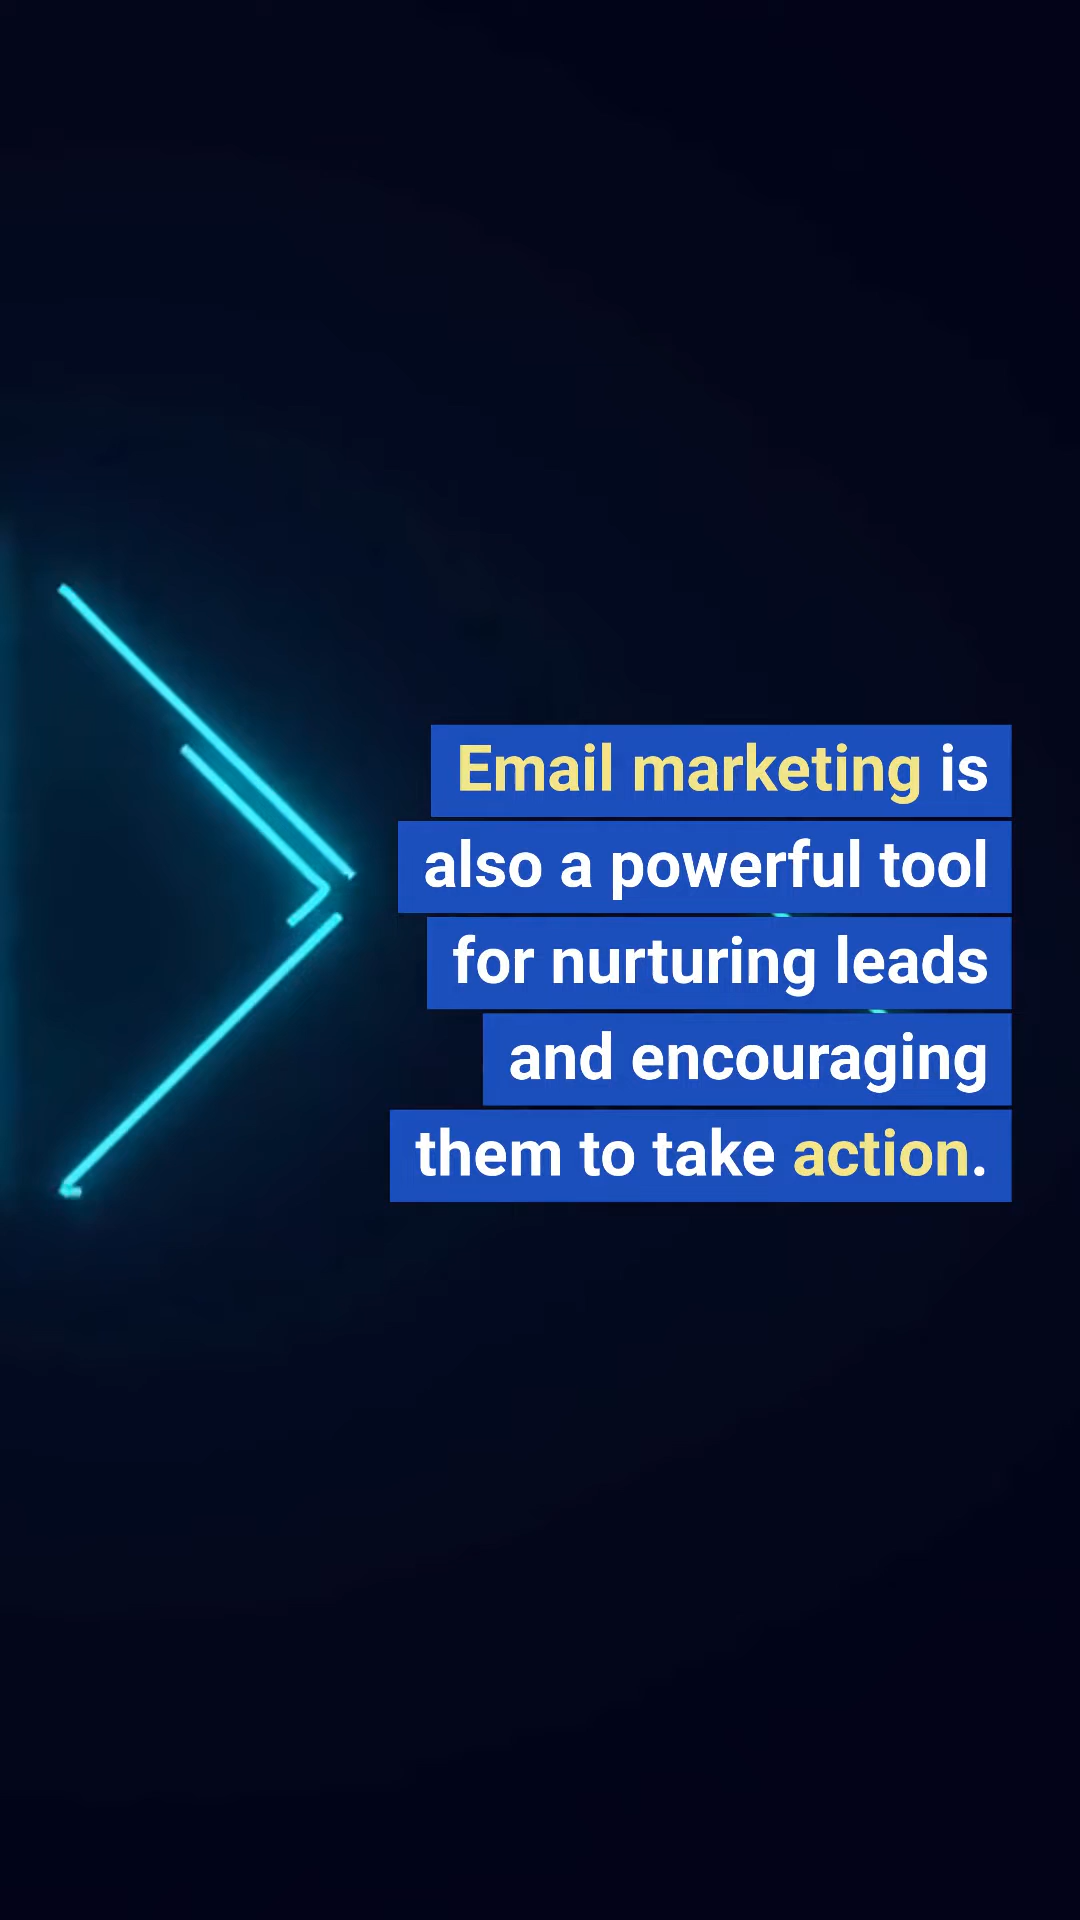 Email marketing is
also a powerful tool
for nurturing leads
and encouraging
them to take action.